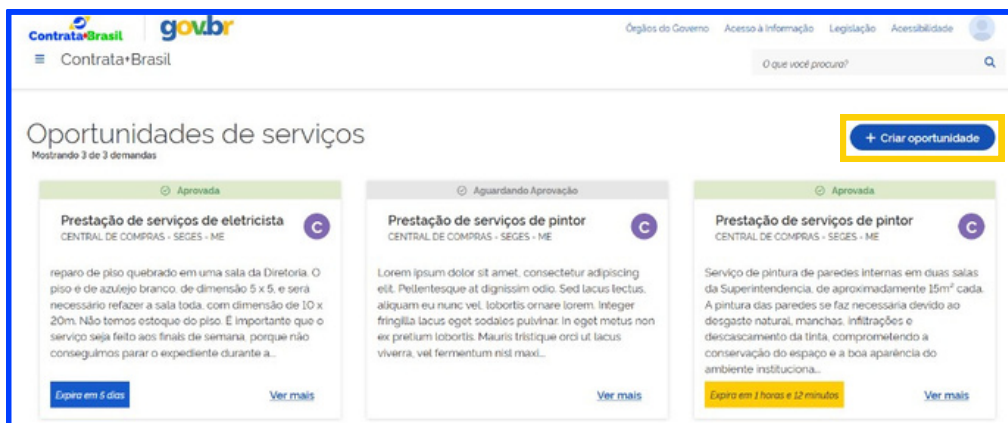 Contrata+Brasil
gov.br
Órgãos do Governo Acesso à Informação Legislação Acessibilidade
Contrata+Brasil
O que você procura?
Oportunidades de serviços
Mostrando 3 de 3 demandas
+ Criar oportunidade
Aprovada
Prestação de serviços de eletricista
CENTRAL DE COMPRAS - SEGES - ME
C
reparo de piso quebrado em uma sala da Diretoria. O
piso é de azulejo branco, de dimensão 5 x 5, e será
necessário refazer a sala toda, com dimensão de 10 x
20m. Não temos estoque do piso. É importante que o
serviço seja feito aos finais de semana, porque não
conseguimos parar o expediente durante a...
Expira em 5 dias
Ver mais
Aguardando Aprovação
Prestação de serviços de pintor
CENTRAL DE COMPRAS - SEGES - ME
C
Lorem ipsum dolor sit amet, consectetur adipiscing
elit. Pellentesque at dignissim odio. Sed lacus lectus,
aliquam eu nunc vel, lobortis ornare lorem. Integer
fringilla lacus eget sodales pulvinar. In eget metus non
ex pretium lobortis. Mauris tristique orci ut lacus
viverra, vel fermentum nisl maxi...
Ver mais
Aprovada
Prestação de serviços de pintor
CENTRAL DE COMPRAS - SEGES - ME
C
Serviço de pintura de paredes internas em duas salas
da Superintendencia, de aproximadamente 15m² cada.
A pintura das paredes se faz necessária devido ao
desgaste natural, manchas, infiltrações e
descascamento da tinta, comprometendo a
conservação do espaço e a boa aparência do
ambiente instituciona...
Expira em 1 horas e 12 minutos
Ver mais